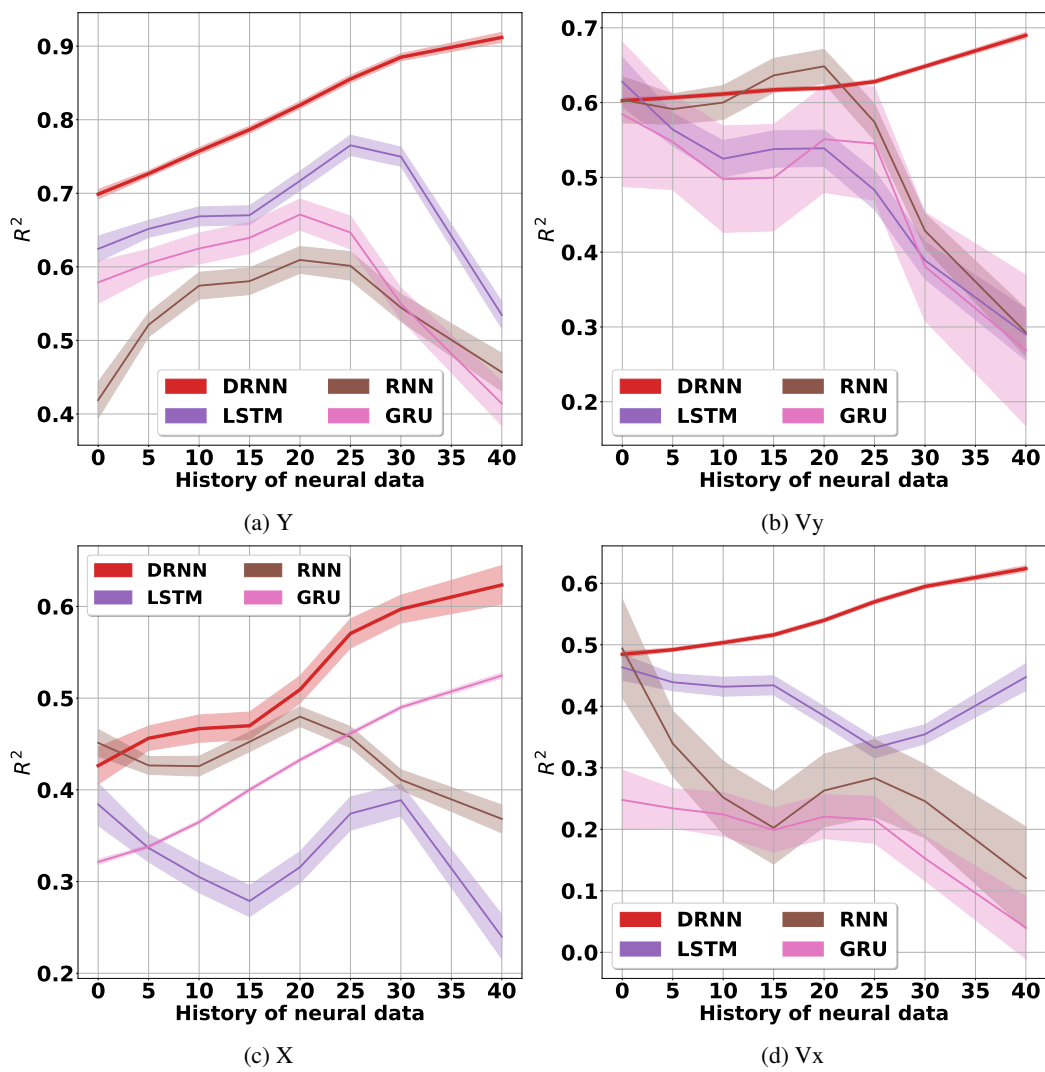 0.9
0.8
0.7
0.6
0.5
0.4
R²
DRNN RNN
LSTM GRU
0 5 10 15 20 25 30 35 40
History of neural data
(a) Y
0.7
0.6
0.5
0.4
0.3
0.2
R²
DRNN RNN
LSTM GRU
0 5 10 15 20 25 30 35 40
History of neural data
(b) Vy
DRNN RNN
LSTM GRU
0.6
0.5
0.4
0.3
0.2
R²
0 5 10 15 20 25 30 35 40
History of neural data
(c) X
0.6
0.5
0.4
0.3
0.2
0.1
0.0
R²
DRNN RNN
LSTM GRU
0 5 10 15 20 25 30 35 40
History of neural data
(d) Vx